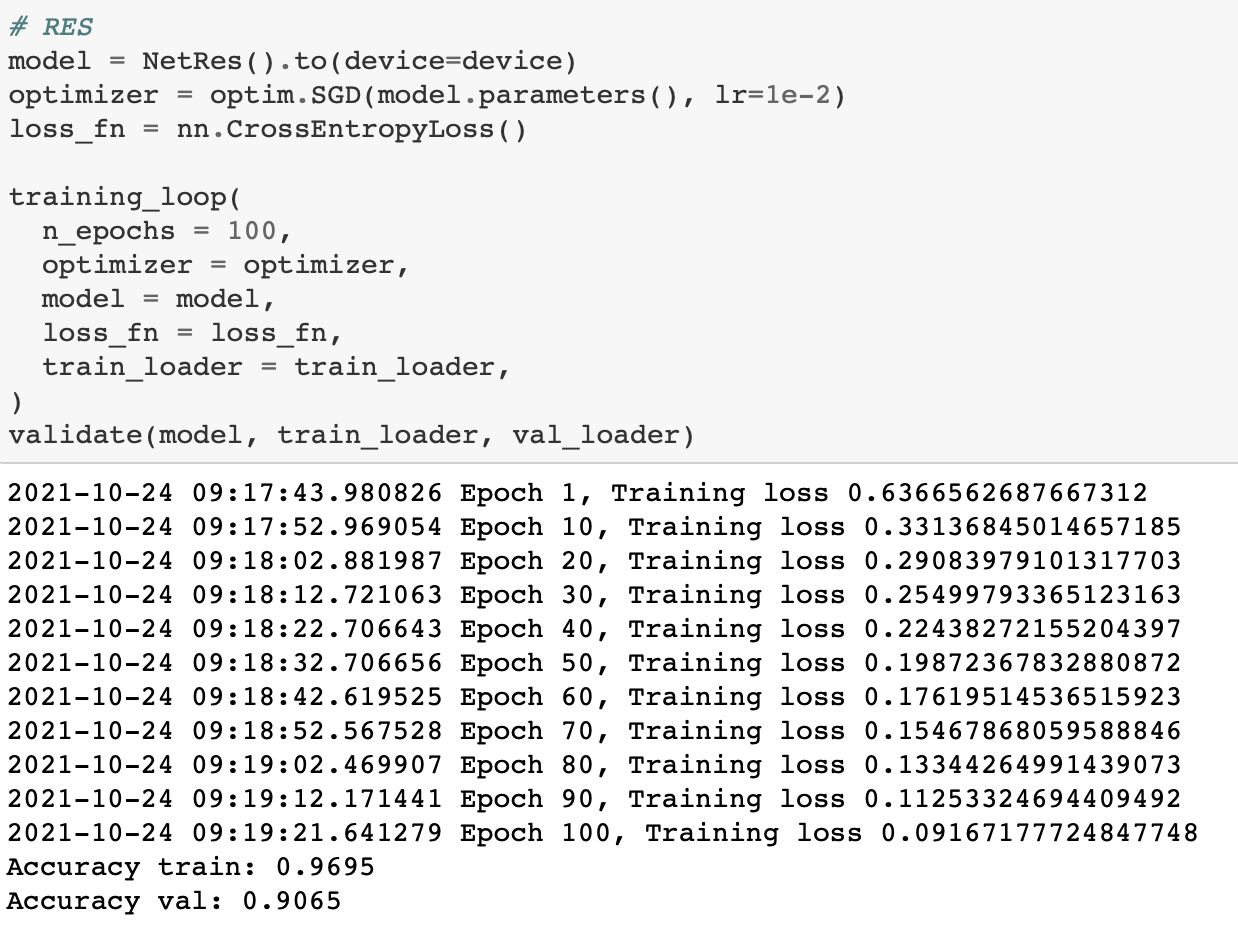 # RES
model = NetRes().to(device=device)
optimizer = optim.SGD(model.parameters(), lr=1e-2)
loss_fn = nn.CrossEntropyLoss()

training_loop(
  n_epochs = 100,
  optimizer = optimizer,
  model = model,
  loss_fn = loss_fn,
  train_loader = train_loader,
)
validate(model, train_loader, val_loader)
2021-10-24 09:17:43.980826 Epoch 1, Training loss 0.6366562687667312
2021-10-24 09:17:52.969054 Epoch 10, Training loss 0.33136845014657185
2021-10-24 09:18:02.881987 Epoch 20, Training loss 0.29083979101317703
2021-10-24 09:18:12.721063 Epoch 30, Training loss 0.25499793365123163
2021-10-24 09:18:22.706643 Epoch 40, Training loss 0.22438272155204397
2021-10-24 09:18:32.706656 Epoch 50, Training loss 0.19872367832880872
2021-10-24 09:18:42.619525 Epoch 60, Training loss 0.17619514536515923
2021-10-24 09:18:52.567528 Epoch 70, Training loss 0.15467868059588846
2021-10-24 09:19:02.469907 Epoch 80, Training loss 0.13344264991439073
2021-10-24 09:19:12.171441 Epoch 90, Training loss 0.11253324694409492
2021-10-24 09:19:21.641279 Epoch 100, Training loss 0.09167177724847748
Accuracy train: 0.9695
Accuracy val: 0.9065